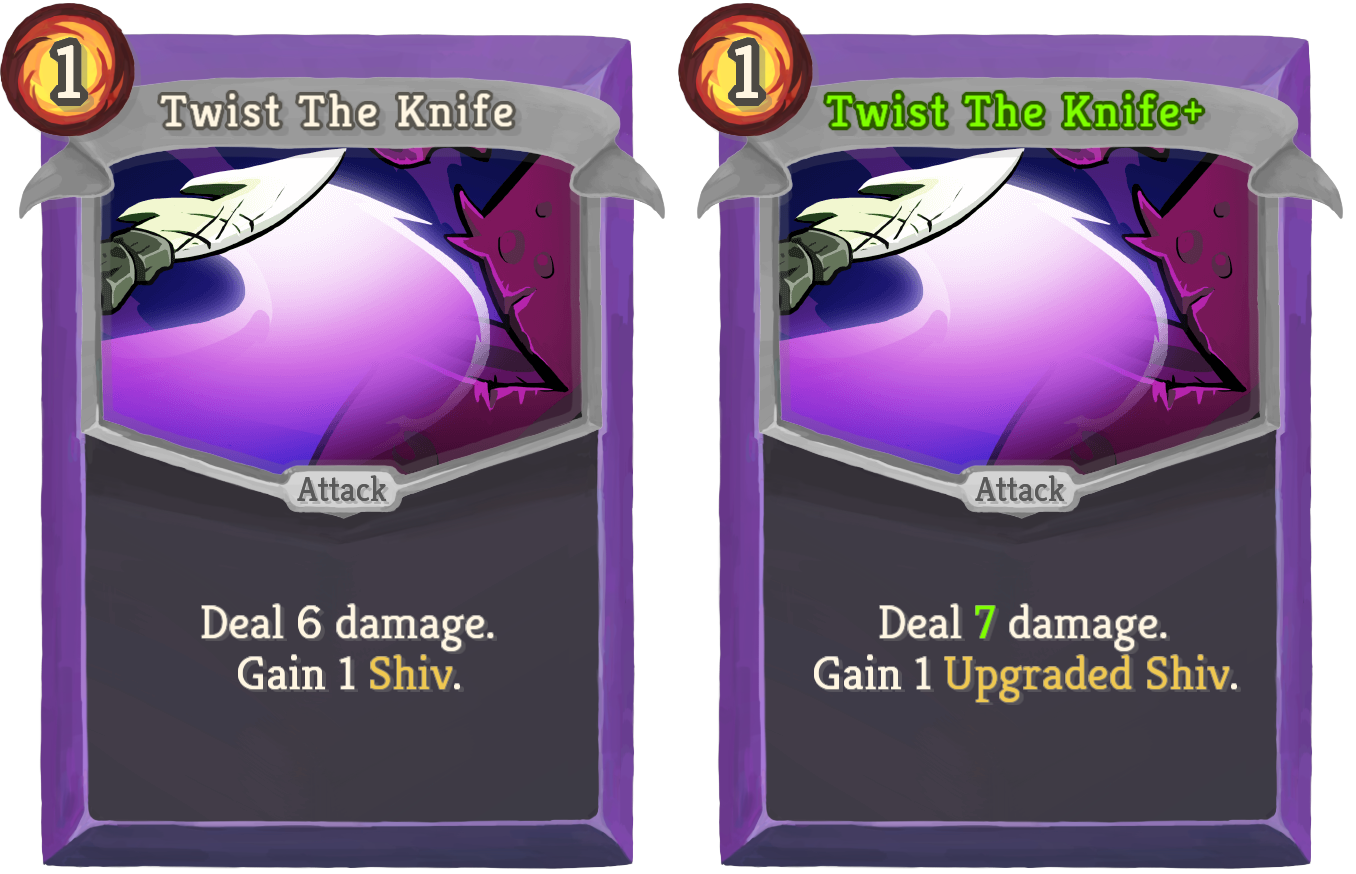 1
Twist The Knife
Attack
Deal 6 damage.
Gain 1 Shiv.
1
Twist The Knife+
Attack
Deal 7 damage.
Gain 1 Upgraded Shiv.